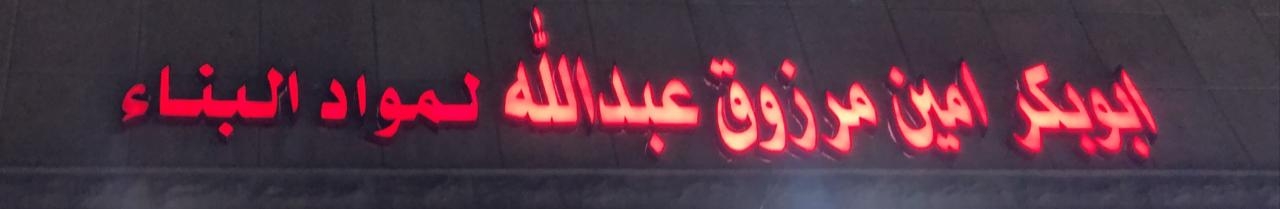 ابوبكر امين مرزوق عبدالله لمواد البناء